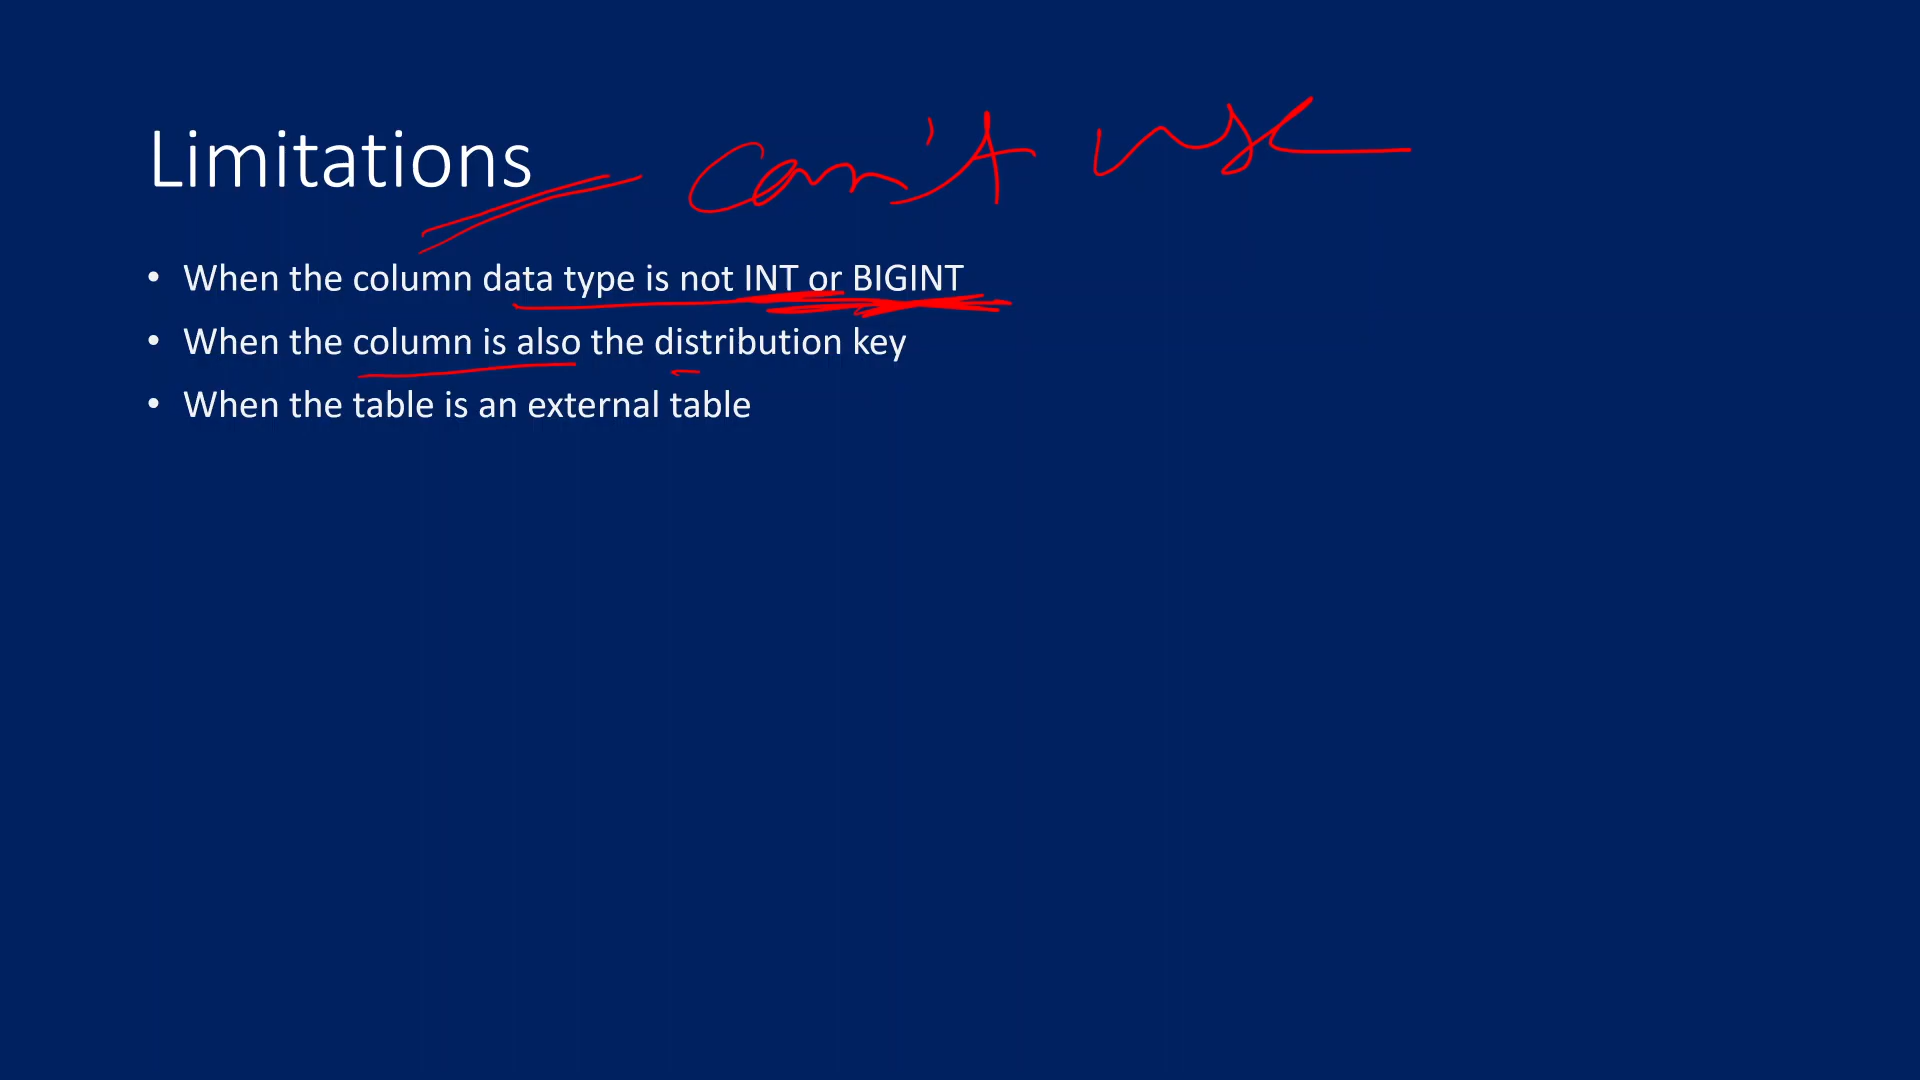 Limitations can't use
• When the column data type is not INT or BIGINT
• When the column is also the distribution key
• When the table is an external table